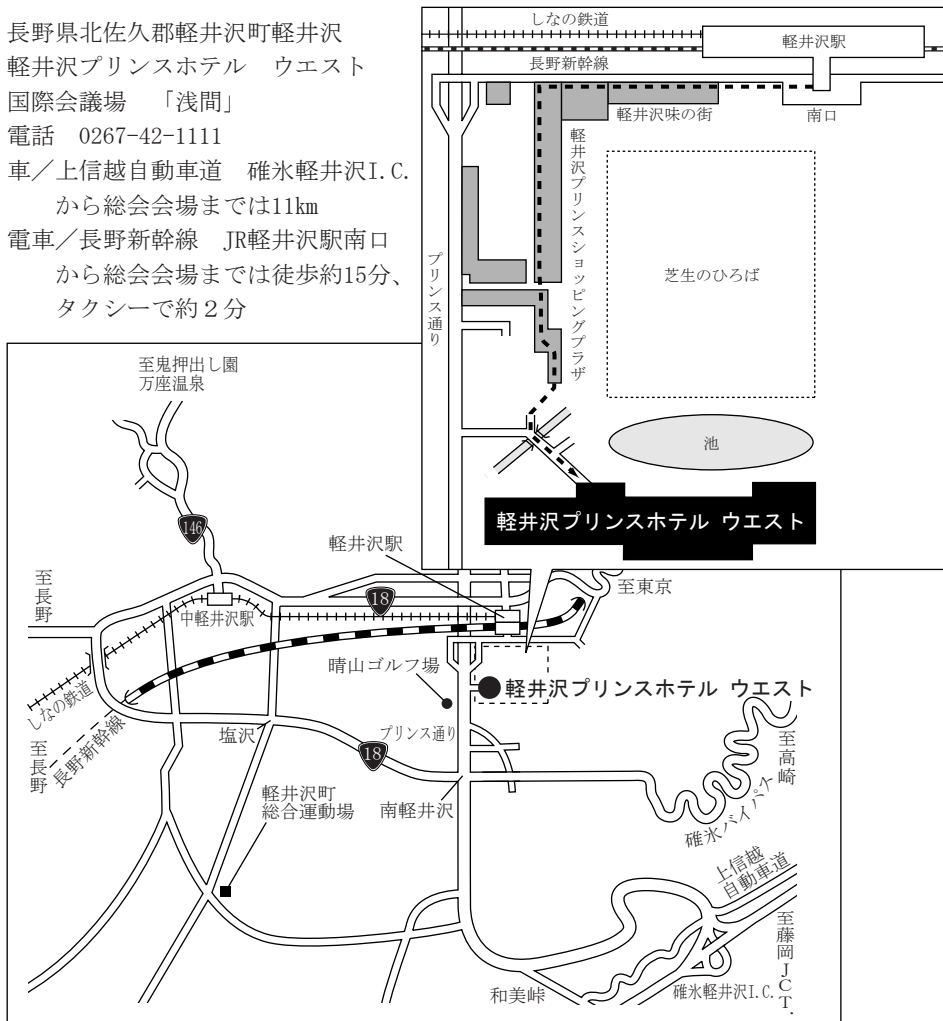 長野県北佐久郡軽井沢町軽井沢
軽井沢プリンスホテル　ウエスト
国際会議場　「浅間」
電話　0267-42-1111
車／上信越自動車道　碓氷軽井沢I.C.
から総会会場までは11km
電車／長野新幹線　JR軽井沢駅南口
から総会会場までは徒歩約15分、
タクシーで約２分
しなの鉄道
軽井沢駅
長野新幹線
軽井沢味の街
南口
軽井沢プリンスショッピングプラザ
プリンス通り
芝生のひろば
池
軽井沢プリンスホテル ウエスト
至鬼押出し園
万座温泉
146
軽井沢駅
至長野
18
至東京
中軽井沢駅
晴山ゴルフ場
軽井沢プリンスホテル ウエスト
しなの鉄道
長野新幹線
至長野
塩沢
プリンス通り
18
至高崎
軽井沢町
総合運動場
南軽井沢
碓氷バイパス
上信越
自動車道
至藤岡JCT.
和美峠
碓氷軽井沢I.C.